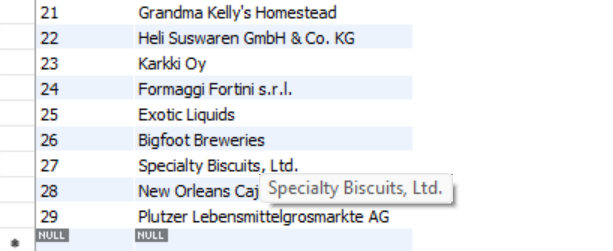 21 Grandma Kelly's Homestead
22 Heli Suswaren GmbH & Co. KG
23 Karkki Oy
24 Formaggi Fortini s.r.l.
25 Exotic Liquids
26 Bigfoot Breweries
27 Specialty Biscuits, Ltd.
28 New Orleans Caj Specialty Biscuits, Ltd.
29 Plutzer Lebensmittelgrosmarkte AG
NULL NULL